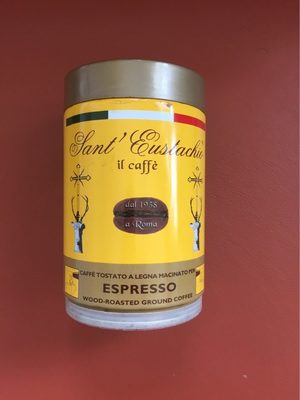 Sant' Eustachio
il caffè
dal 1938
a Roma
CAFFÈ TOSTATO A LEGNA MACINATO PER
ESPRESSO
WOOD-ROASTED GROUND COFFEE